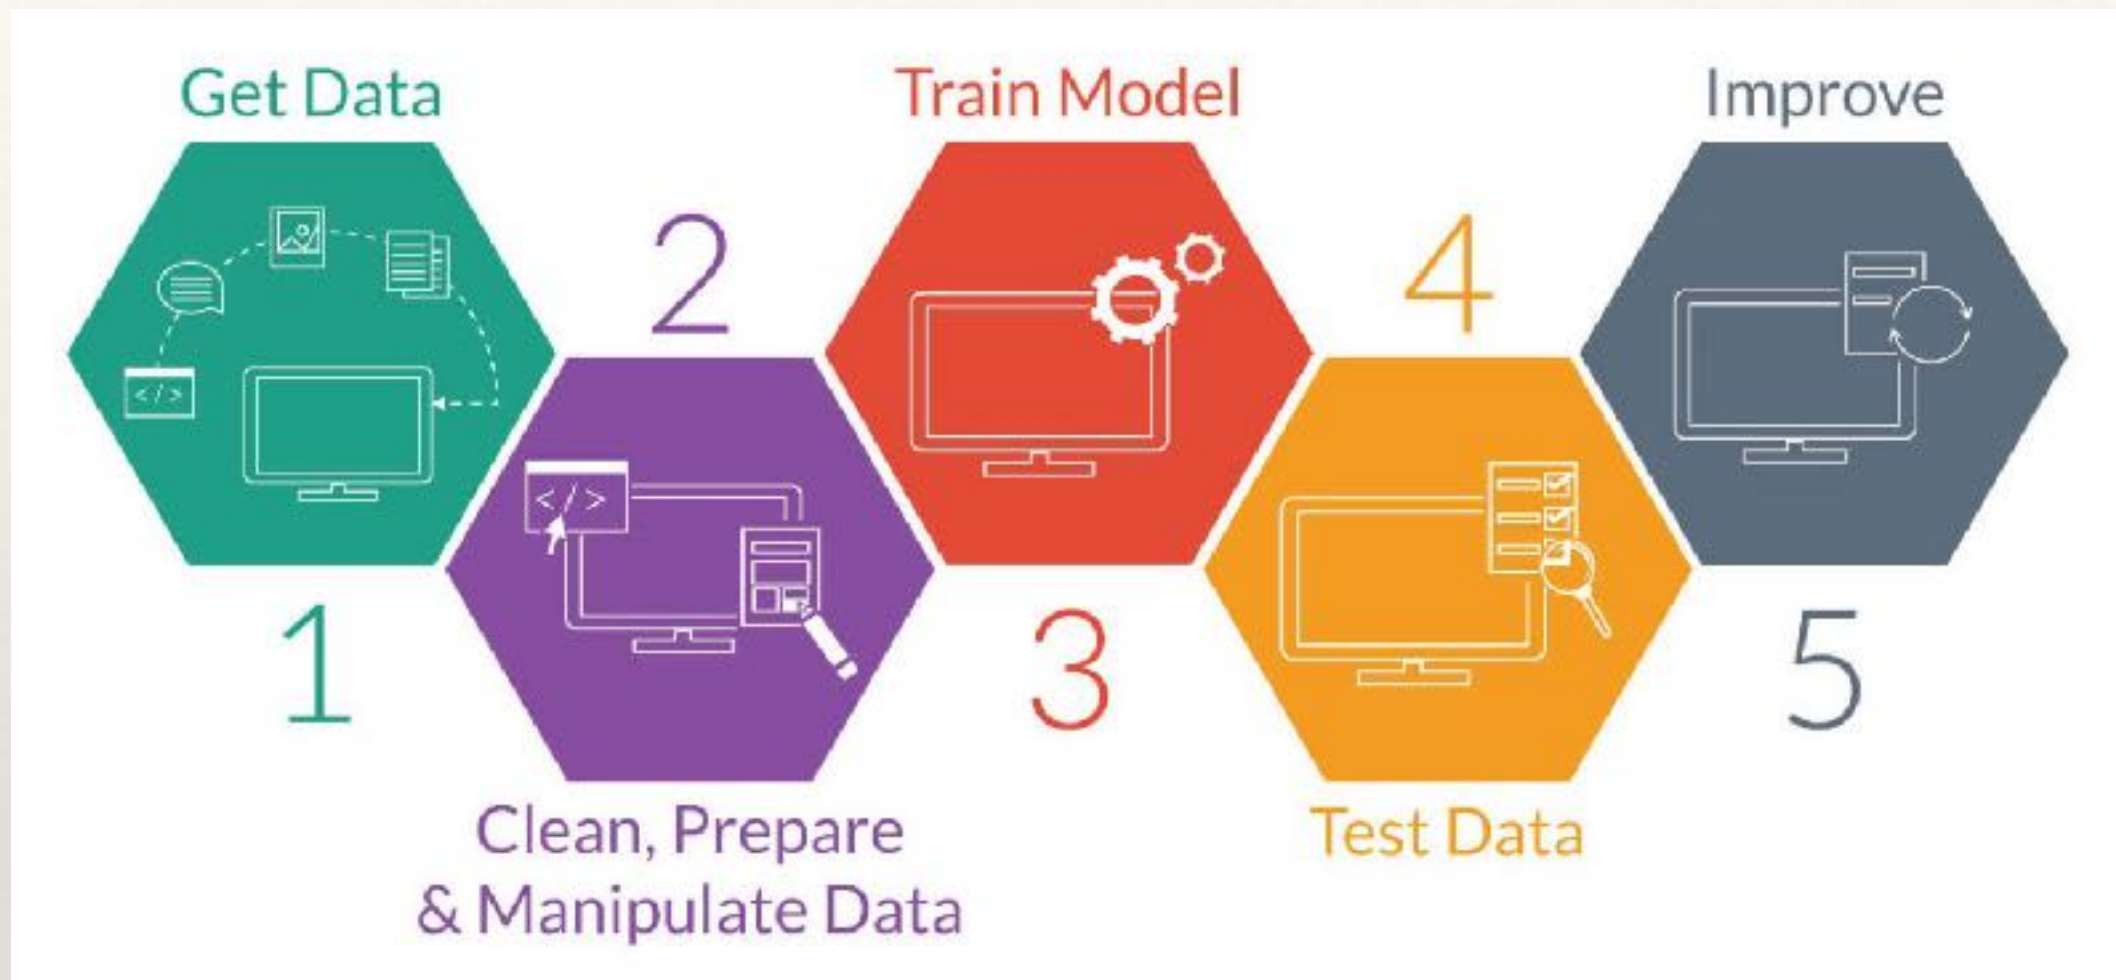 Get Data
1
2
Clean, Prepare
& Manipulate Data
Train Model
3
4
Test Data
Improve
5